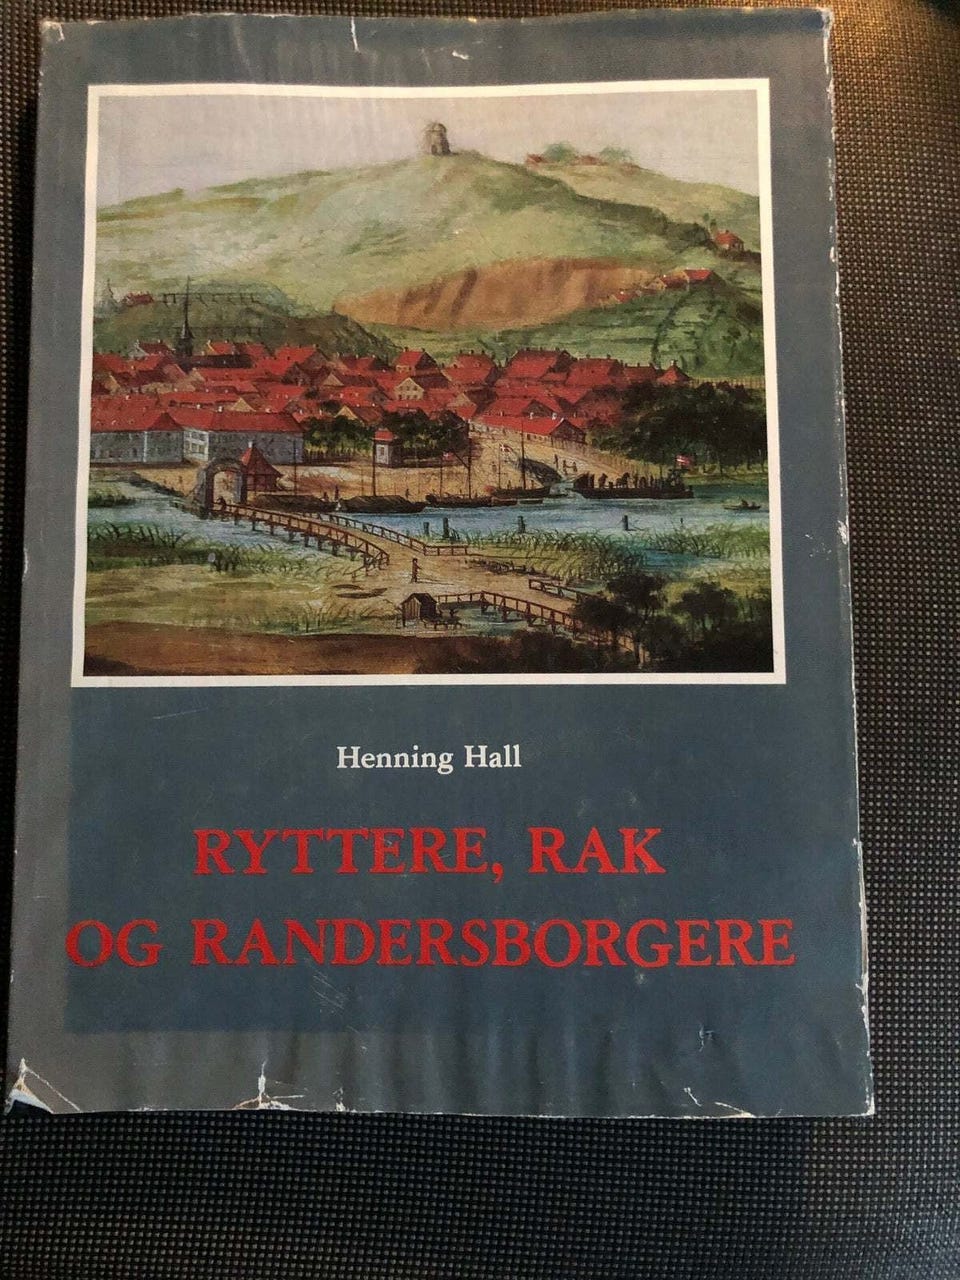 Henning Hall
RYTTERE, RAK
OG RANDERSBORGERE